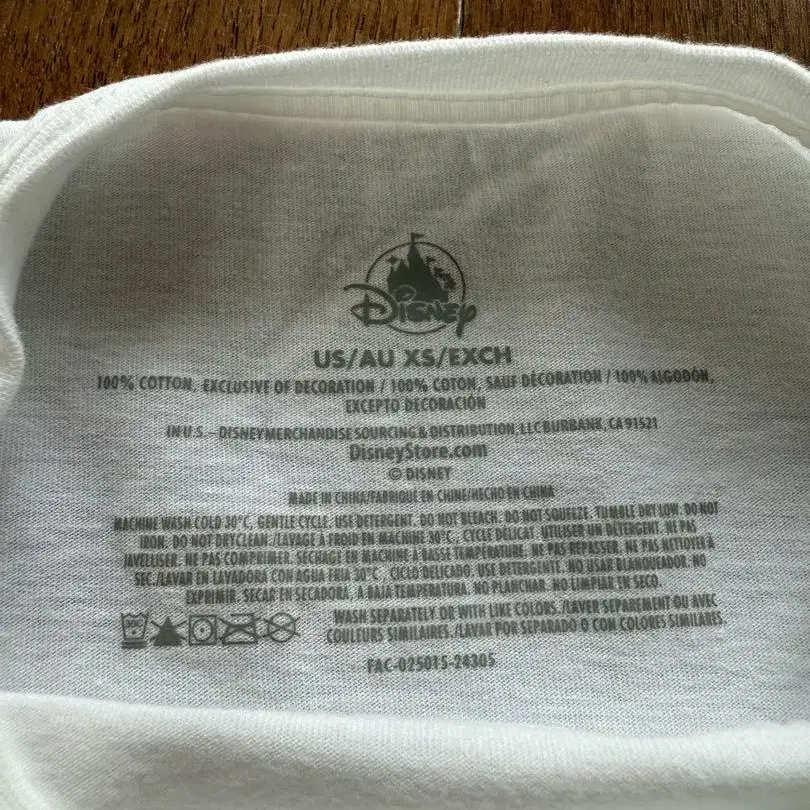 Disney
US/AU XS/EXCH
100% COTTON, EXCLUSIVE OF DECORATION / 100% COTON, SAUF DÉCORATION / 100% ALGODÓN,
EXCEPTO DECORACIÓN
IN U.S.—DISNEY MERCHANDISE SOURCING & DISTRIBUTION, LLC BURBANK, CA 91521
DisneyStore.com
© DISNEY
MADE IN CHINA/FABRIQUÉ EN CHINE/HECHO EN CHINA
MACHINE WASH COLD 30°C, GENTLE CYCLE, USE DETERGENT. DO NOT BLEACH. DO NOT SQUEEZE. TUMBLE DRY LOW. DO NOT
IRON. DO NOT DRYCLEAN./LAVAGE À FROID EN MACHINE 30°C , CYCLE DÉLICAT. UTILISER UN DÉTERGENT. NE PAS
JAVELLISER. NE PAS COMPRIMER. SÉCHAGE EN MACHINE À BASSE TEMPÉRATURE. NE PAS REPASSER. NE PAS NETTOYER À
SEC./LAVAR EN LAVADORA CON AGUA FRIA 30°C , CICLO DELICADO. USE DETERGENTE. NO USAR BLANQUEADOR. NO
EXPRIMIR. SECAR EN SECADORA, A BAJA TEMPERATURA. NO PLANCHAR. NO LIMPIAR EN SECO.
30C
WASH SEPARATELY OR WITH LIKE COLORS./LAVER SEPAREMENT OU AVEC
COULEURS SIMILAIRES./LAVAR POR SEPARADO O CON COLORES SIMILARES.
FAC-025015-24305